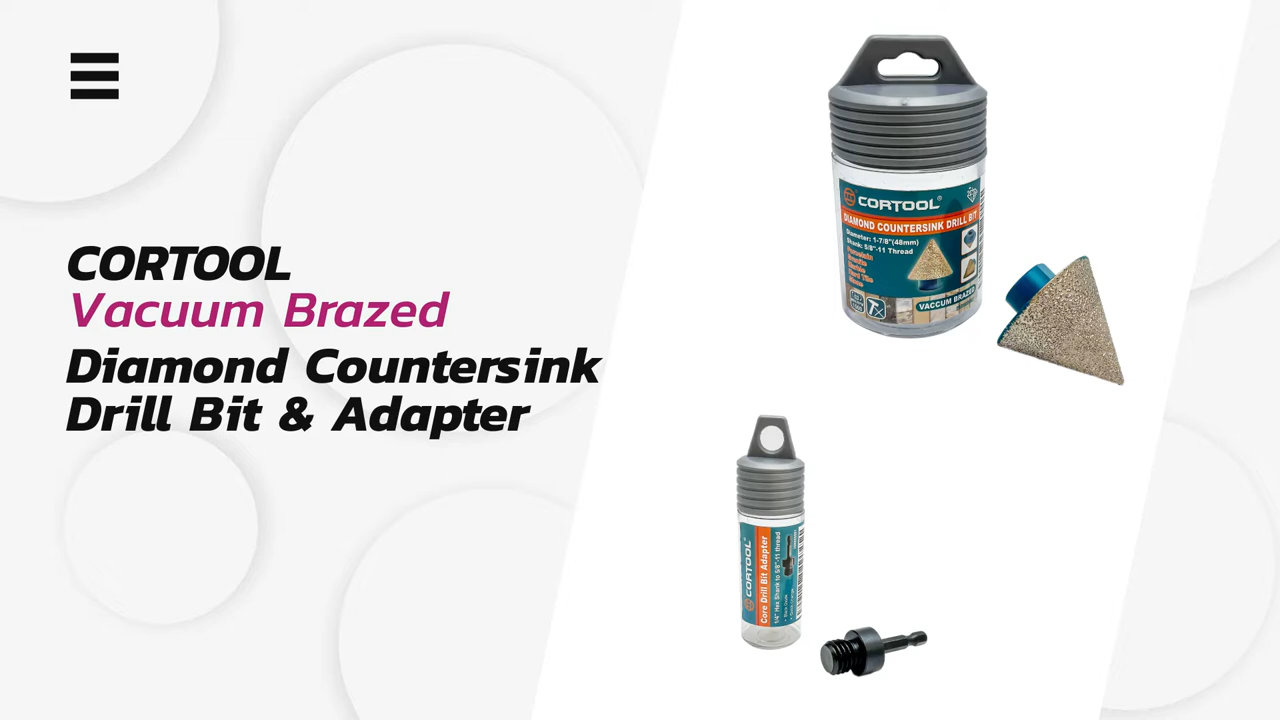 CORTOOL
Vacuum Brazed
Diamond Countersink
Drill Bit & Adapter
CORTOOL
DIAMOND COUNTERSINK DRILL BIT
Diameter: 1-7/8"(48mm)
Shank: 5/8"-11 Thread
VACCUM BRAZED
CORTOOL
Core Drill Bit Adapter
1/4" Hex Shank to 5/8"-11 thread